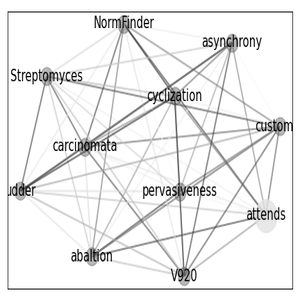 NormFinder
asynchrony
Streptomyces
cyclization
custom
carcinomata
udder
pervasiveness
attends
abaltion
V920